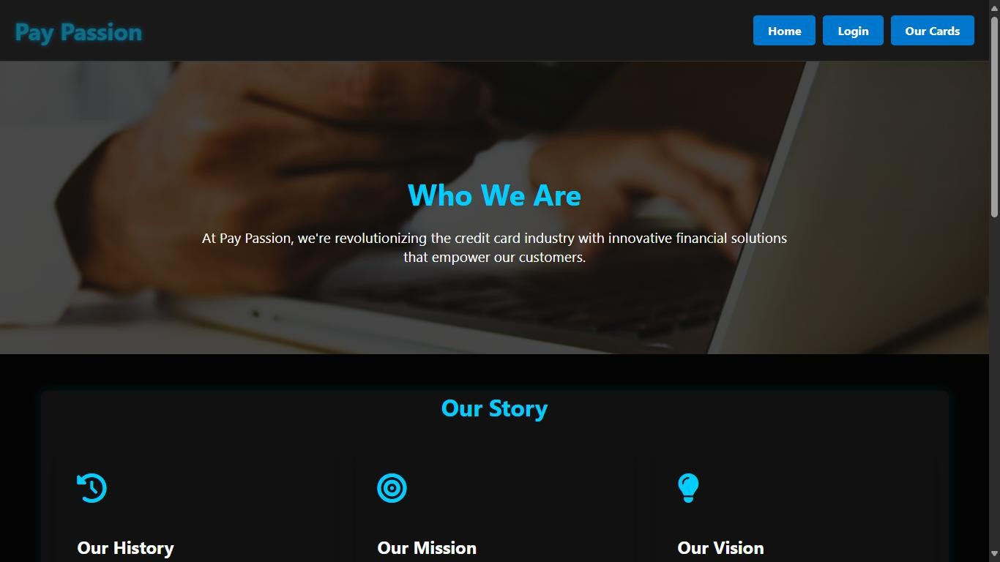 Pay Passion
Home
Login
Our Cards
Who We Are
At Pay Passion, we're revolutionizing the credit card industry with innovative financial solutions
that empower our customers.
Our Story
Our History
Our Mission
Our Vision